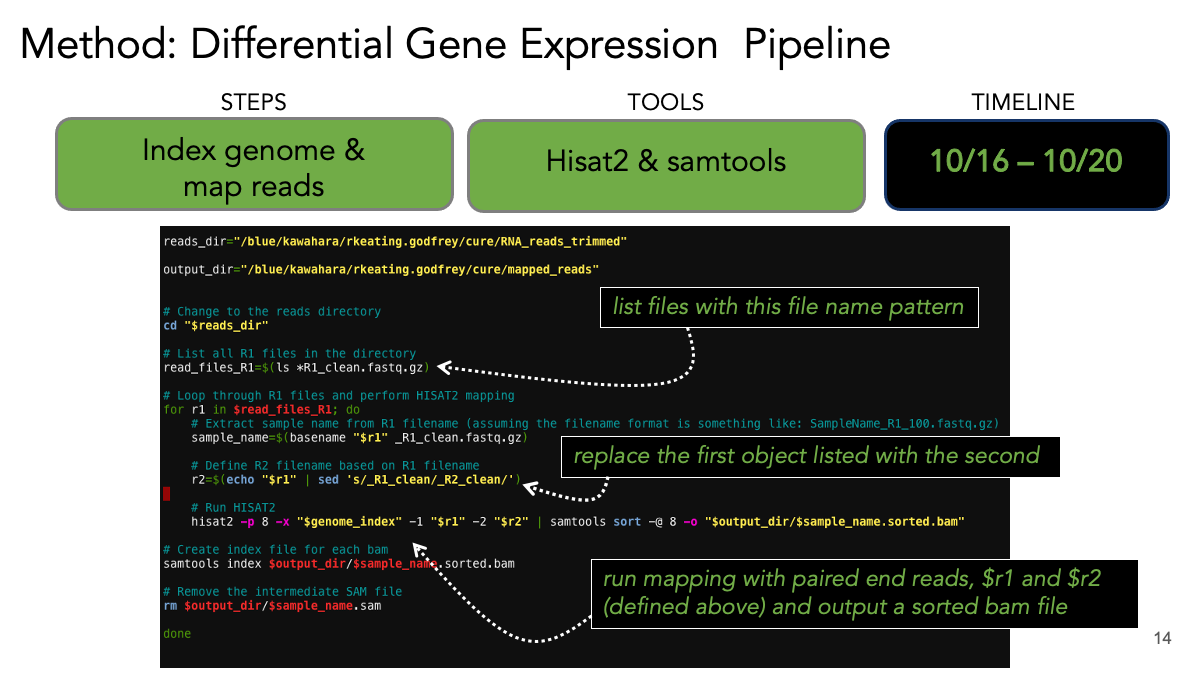 Method: Differential Gene Expression  Pipeline
STEPS
TOOLS
TIMELINE
Index genome &
map reads
Hisat2 & samtools
10/16 – 10/20
reads_dir="/blue/kawahara/rkeating.godfrey/cure/RNA_reads_trimmed"
output_dir="/blue/kawahara/rkeating.godfrey/cure/mapped_reads"
# Change to the reads directory
cd "$reads_dir"
# List all R1 files in the directory
read_files_R1=$(ls *R1_clean.fastq.gz)
list files with this file name pattern
# Loop through R1 files and perform HISAT2 mapping
for r1 in $read_files_R1; do
# Extract sample name from R1 filename (assuming the filename format is something like: SampleName_R1_100.fastq.gz)
sample_name=$(basename "$r1" _R1_clean.fastq.gz)
replace the first object listed with the second
# Define R2 filename based on R1 filename
r2=$(echo "$r1" | sed 's/_R1_clean/_R2_clean/')
# Run HISAT2
hisat2 -p 8 -x "$genome_index" -1 "$r1" -2 "$r2" | samtools sort -@ 8 -o "$output_dir/$sample_name.sorted.bam"
# Create index file for each bam
samtools index $output_dir/$sample_name.sorted.bam
# Remove the intermediate SAM file
rm $output_dir/$sample_name.sam
done
run mapping with paired end reads, $r1 and $r2
(defined above) and output a sorted bam file
14